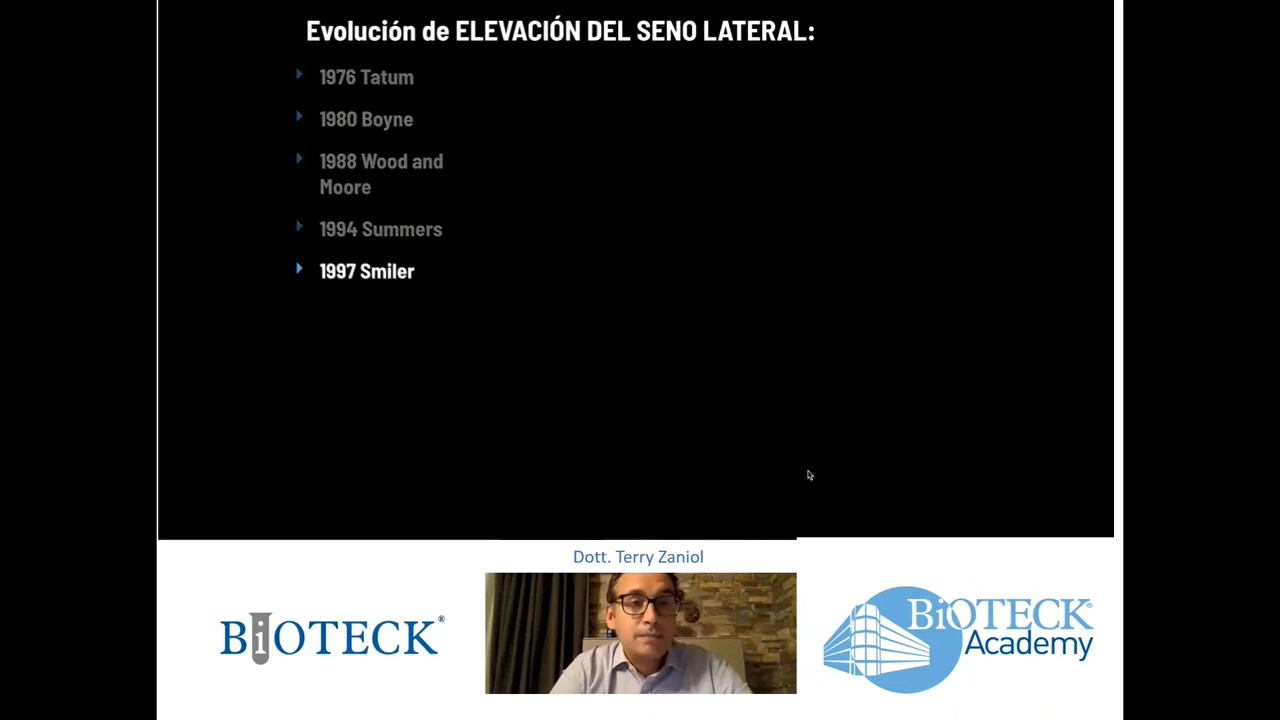 Evolución de ELEVACIÓN DEL SENO LATERAL:
1976 Tatum
1980 Boyne
1988 Wood and
Moore
1994 Summers
1997 Smiler
Dott. Terry Zaniol
BiOTECK®
BiOTECK®
Academy